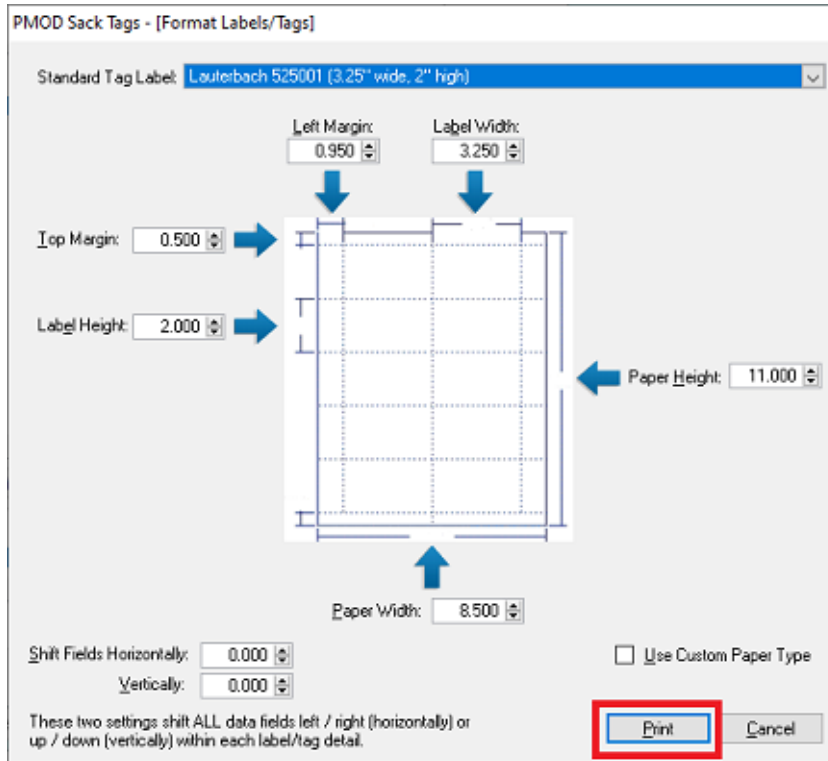 PMOD Sack Tags - [Format Labels/Tags]
Standard Tag Label: Lauterbach 525001 (3.25" wide, 2" high)
Left Margin: Label Width:
0.950 3.250
Top Margin: 0.500
Label Height: 2.000
Paper Height: 11.000
Paper Width: 8.500
Shift Fields Horizontally: 0.000 Use Custom Paper Type
Vertically: 0.000
These two settings shift ALL data fields left / right (horizontally) or
up / down (vertically) within each label/tag detail.
Print Cancel